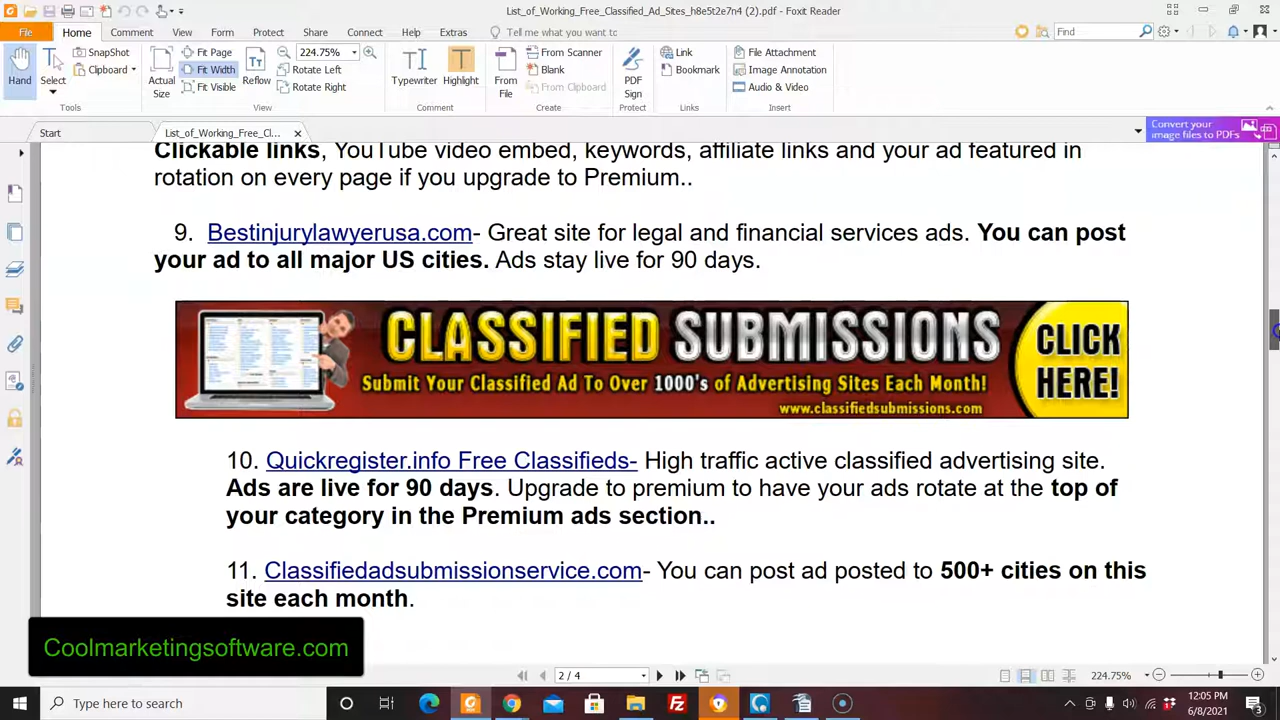 List_of_Working_Free_Classified_Ad_Sites_h8e5t2e7n4 (2).pdf - Foxit Reader
File Home Comment View Form Protect Share Connect Help Extras Tell me what you want to do... Find
Hand
Select
SnapShot
Clipboard
Tools
Actual Size
Fit Page
Fit Width
Fit Visible
Reflow
224.75%
Rotate Left
Rotate Right
View
Typewriter
Highlight
Comment
From File
From Scanner
Blank
From Clipboard
Create
PDF Sign
Protect
Link
Bookmark
Links
File Attachment
Image Annotation
Audio & Video
Insert
Start
List_of_Working_Free_Cl...
Convert your
image files to PDFs
Clickable links, YouTube video embed, keywords, affiliate links and your ad featured in
rotation on every page if you upgrade to Premium..
9. Bestinjurylawyerusa.com- Great site for legal and financial services ads. You can post
your ad to all major US cities. Ads stay live for 90 days.
CLASSIFIED SUBMISSIONS
Submit Your Classified Ad To Over 1000's of Advertising Sites Each Month!
www.classifiedsubmissions.com
CLICK
HERE!
10. Quickregister.info Free Classifieds- High traffic active classified advertising site.
Ads are live for 90 days. Upgrade to premium to have your ads rotate at the top of
your category in the Premium ads section..
11. Classifiedadsubmissionservice.com- You can post ad posted to 500+ cities on this
site each month.
Coolmarketingsoftware.com
2 / 4
224.75%
Type here to search
12:05 PM
6/8/2021
3